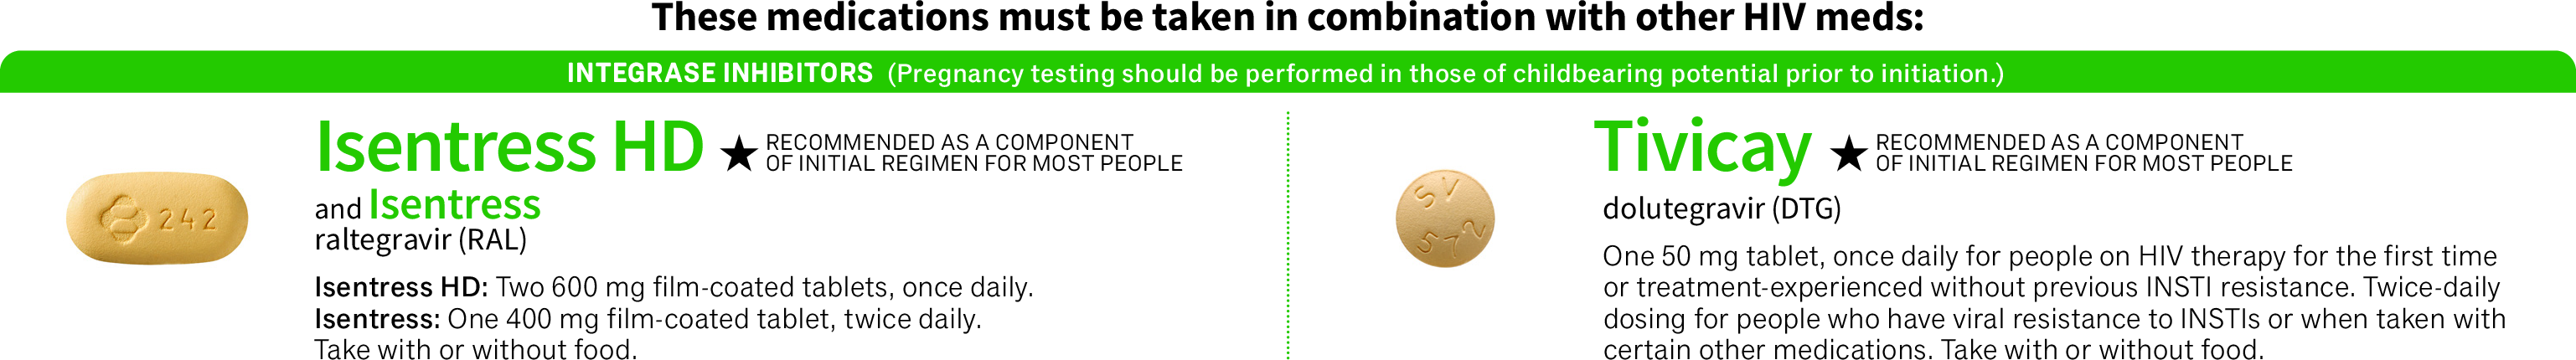 These medications must be taken in combination with other HIV meds:
INTEGRASE INHIBITORS (Pregnancy testing should be performed in those of childbearing potential prior to initiation.)
242
Isentress HD ★ RECOMMENDED AS A COMPONENT
OF INITIAL REGIMEN FOR MOST PEOPLE
and Isentress
raltegravir (RAL)
Isentress HD: Two 600 mg film-coated tablets, once daily.
Isentress: One 400 mg film-coated tablet, twice daily.
Take with or without food.
SV
572
Tivicay ★ RECOMMENDED AS A COMPONENT
OF INITIAL REGIMEN FOR MOST PEOPLE
dolutegravir (DTG)
One 50 mg tablet, once daily for people on HIV therapy for the first time
or treatment-experienced without previous INSTI resistance. Twice-daily
dosing for people who have viral resistance to INSTIs or when taken with
certain other medications. Take with or without food.